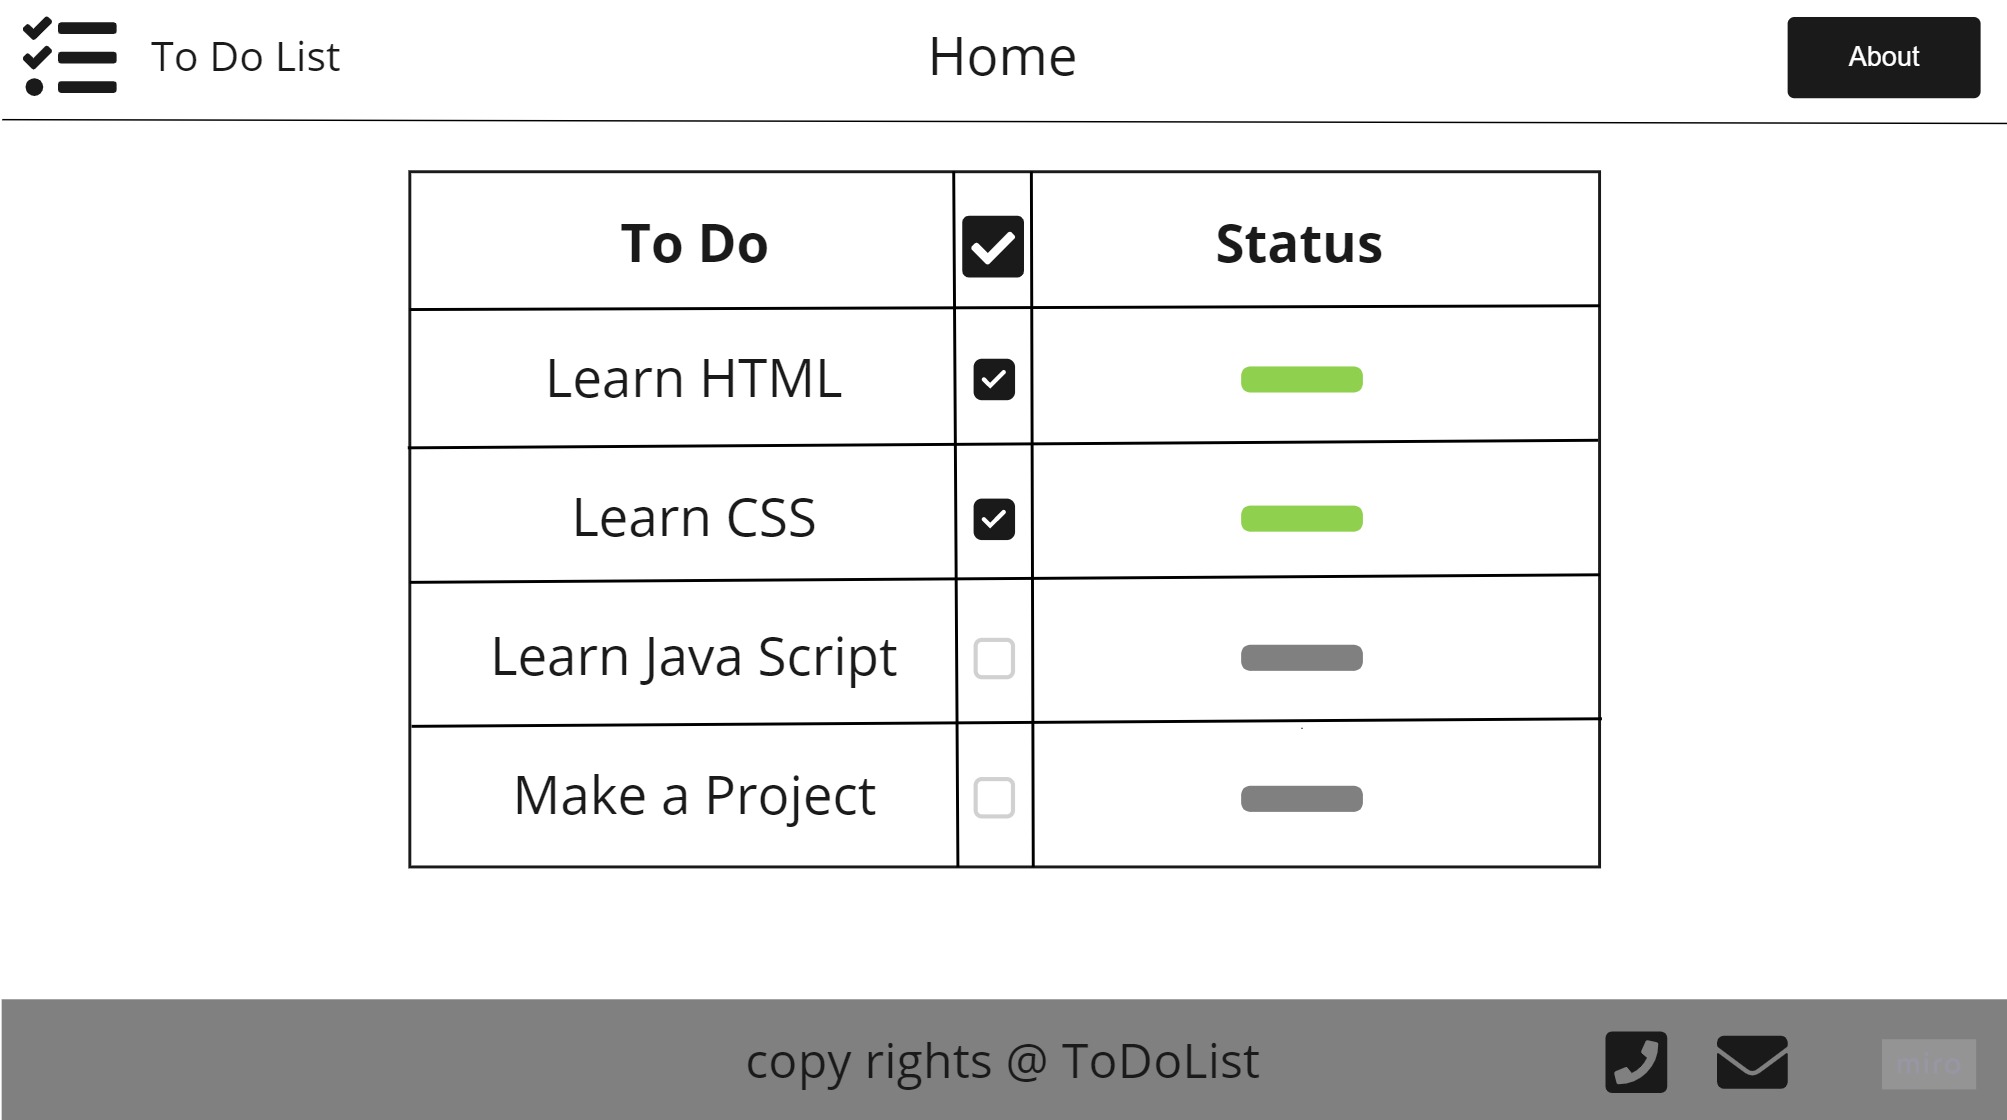 To Do List
Home
About
To Do
Status
Learn HTML
Learn CSS
Learn Java Script
Make a Project
copy rights @ ToDoList
miro